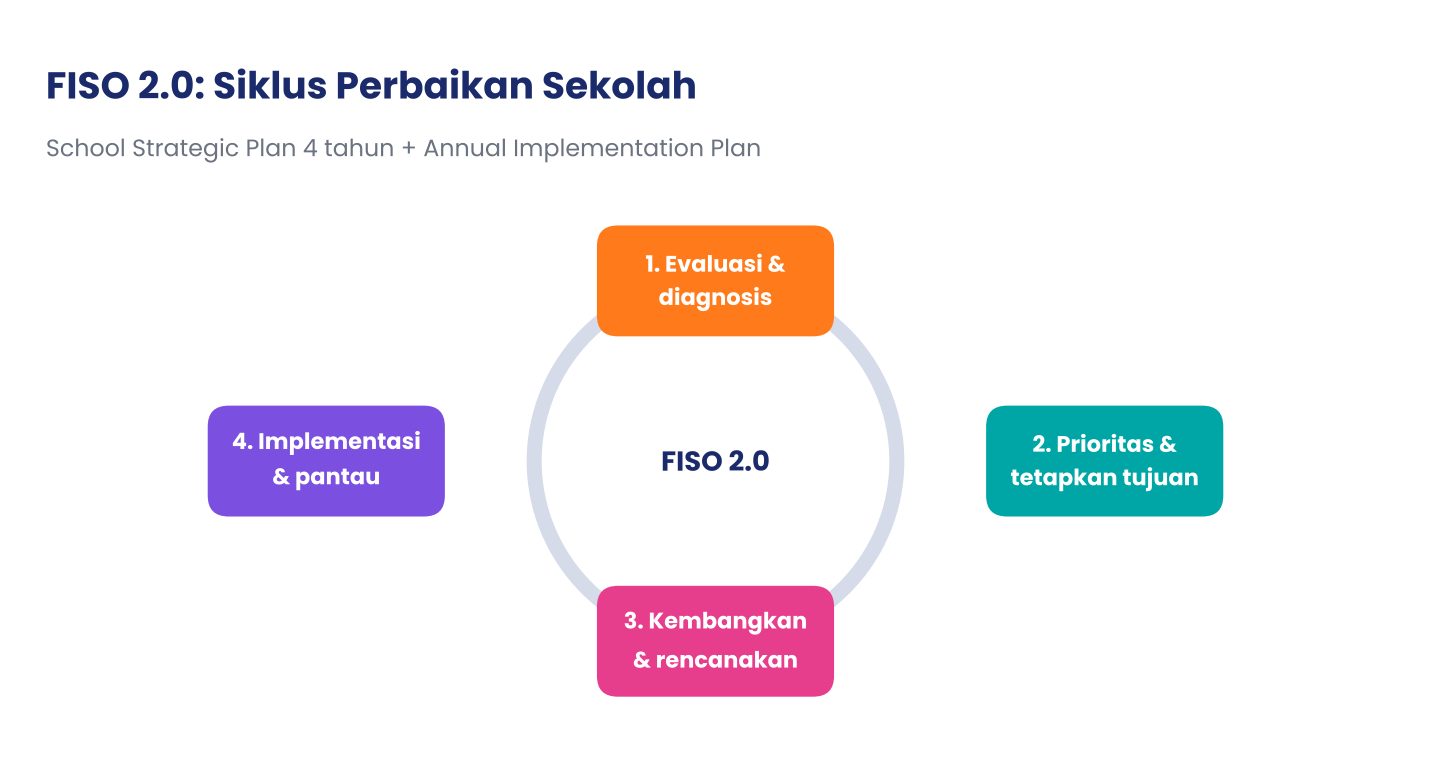 FISO 2.0: Siklus Perbaikan Sekolah
School Strategic Plan 4 tahun + Annual Implementation Plan
1. Evaluasi &
diagnosis
4. Implementasi
& pantau
FISO 2.0
2. Prioritas &
tetapkan tujuan
3. Kembangkan
& rencanakan